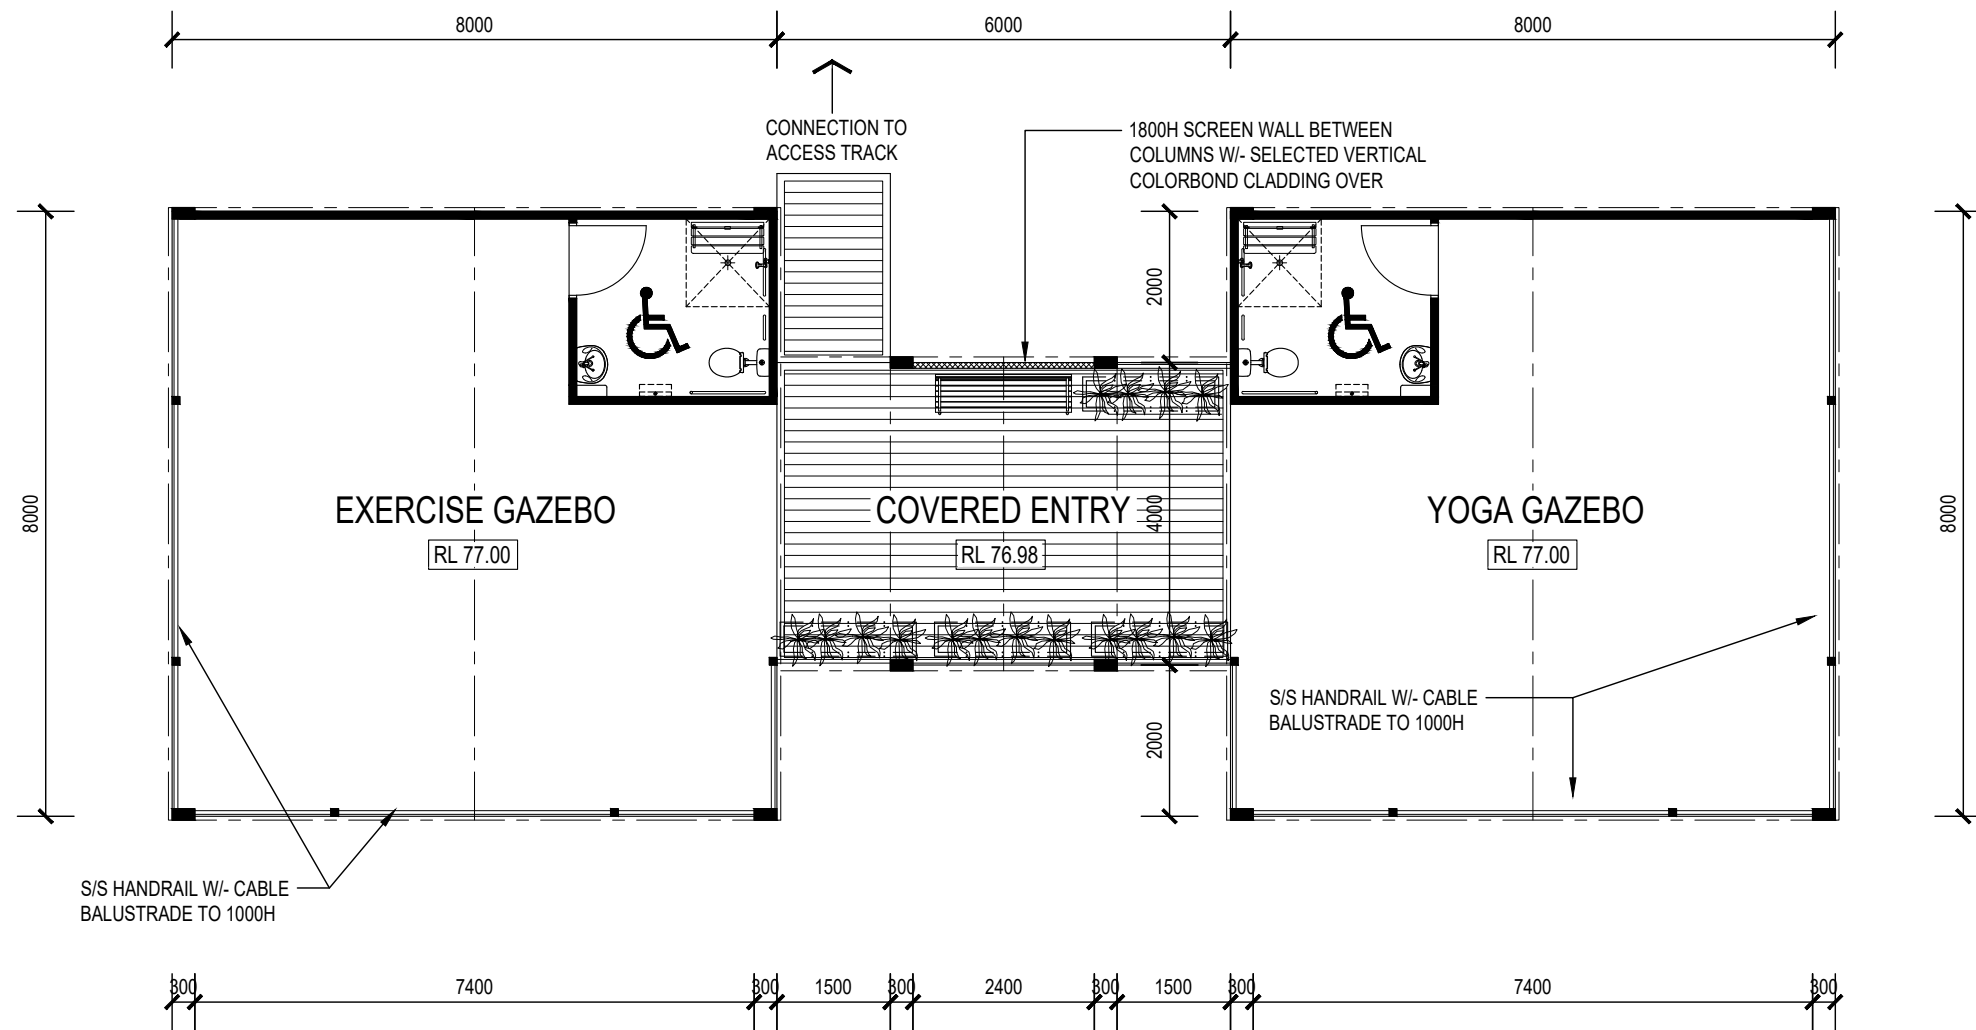 8000
6000
8000
CONNECTION TO
ACCESS TRACK
1800H SCREEN WALL BETWEEN
COLUMNS W/- SELECTED VERTICAL
COLORBOND CLADDING OVER
2000
8000
EXERCISE GAZEBO
RL 77.00
COVERED ENTRY
RL 76.98
4000
YOGA GAZEBO
RL 77.00
8000
S/S HANDRAIL W/- CABLE
BALUSTRADE TO 1000H
2000
S/S HANDRAIL W/- CABLE
BALUSTRADE TO 1000H
300
7400
300
1500
300
2400
300
1500
300
7400
300